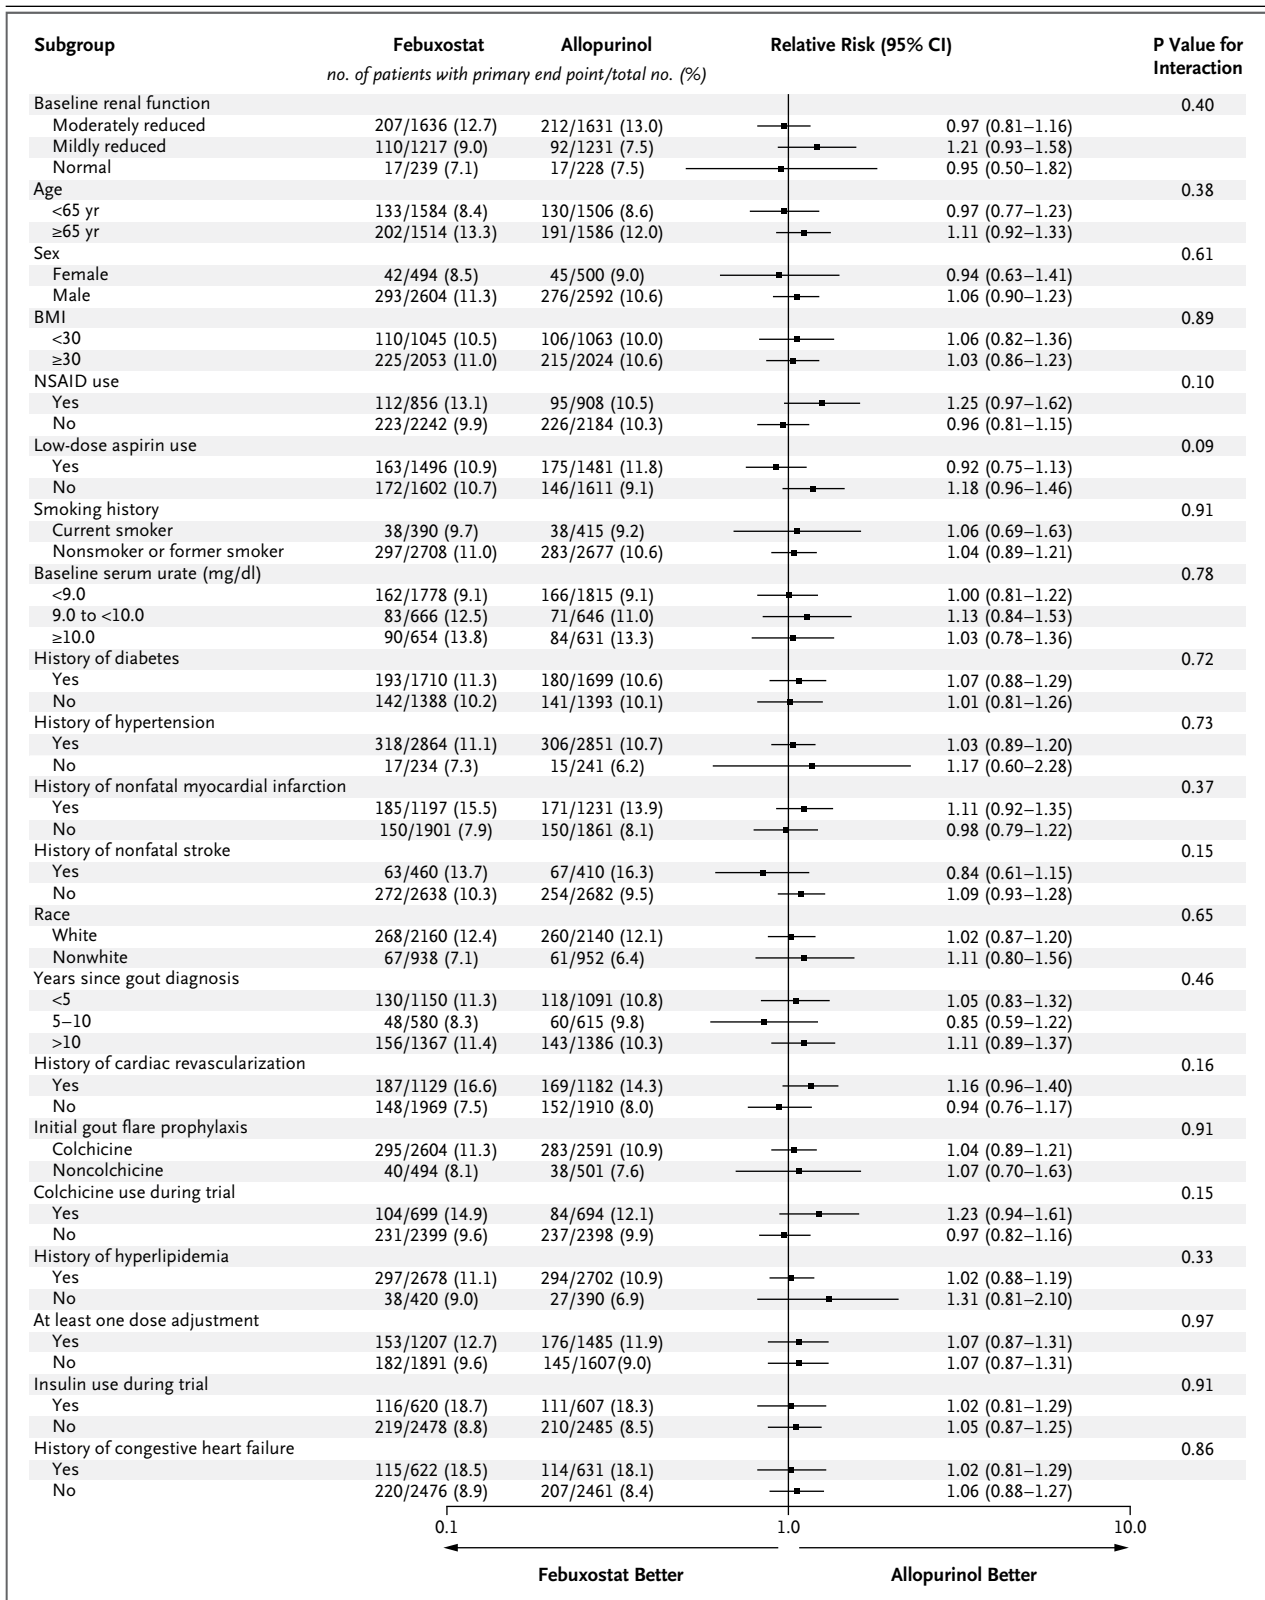 Subgroup Febuxostat Allopurinol Relative Risk (95% CI) P Value for Interaction
no. of patients with primary end point/total no. (%)
Baseline renal function 0.40
Moderately reduced 207/1636 (12.7) 212/1631 (13.0) 0.97 (0.81–1.16)
Mildly reduced 110/1217 (9.0) 92/1231 (7.5) 1.21 (0.93–1.58)
Normal 17/239 (7.1) 17/228 (7.5) 0.95 (0.50–1.82)
Age 0.38
<65 yr 133/1584 (8.4) 130/1506 (8.6) 0.97 (0.77–1.23)
≥65 yr 202/1514 (13.3) 191/1586 (12.0) 1.11 (0.92–1.33)
Sex 0.61
Female 42/494 (8.5) 45/500 (9.0) 0.94 (0.63–1.41)
Male 293/2604 (11.3) 276/2592 (10.6) 1.06 (0.90–1.23)
BMI 0.89
<30 110/1045 (10.5) 106/1063 (10.0) 1.06 (0.82–1.36)
≥30 225/2053 (11.0) 215/2024 (10.6) 1.03 (0.86–1.23)
NSAID use 0.10
Yes 112/856 (13.1) 95/908 (10.5) 1.25 (0.97–1.62)
No 223/2242 (9.9) 226/2184 (10.3) 0.96 (0.81–1.15)
Low-dose aspirin use 0.09
Yes 163/1496 (10.9) 175/1481 (11.8) 0.92 (0.75–1.13)
No 172/1602 (10.7) 146/1611 (9.1) 1.18 (0.96–1.46)
Smoking history 0.91
Current smoker 38/390 (9.7) 38/415 (9.2) 1.06 (0.69–1.63)
Nonsmoker or former smoker 297/2708 (11.0) 283/2677 (10.6) 1.04 (0.89–1.21)
Baseline serum urate (mg/dl) 0.78
<9.0 162/1778 (9.1) 166/1815 (9.1) 1.00 (0.81–1.22)
9.0 to <10.0 83/666 (12.5) 71/646 (11.0) 1.13 (0.84–1.53)
≥10.0 90/654 (13.8) 84/631 (13.3) 1.03 (0.78–1.36)
History of diabetes 0.72
Yes 193/1710 (11.3) 180/1699 (10.6) 1.07 (0.88–1.29)
No 142/1388 (10.2) 141/1393 (10.1) 1.01 (0.81–1.26)
History of hypertension 0.73
Yes 318/2864 (11.1) 306/2851 (10.7) 1.03 (0.89–1.20)
No 17/234 (7.3) 15/241 (6.2) 1.17 (0.60–2.28)
History of nonfatal myocardial infarction 0.37
Yes 185/1197 (15.5) 171/1231 (13.9) 1.11 (0.92–1.35)
No 150/1901 (7.9) 150/1861 (8.1) 0.98 (0.79–1.22)
History of nonfatal stroke 0.15
Yes 63/460 (13.7) 67/410 (16.3) 0.84 (0.61–1.15)
No 272/2638 (10.3) 254/2682 (9.5) 1.09 (0.93–1.28)
Race 0.65
White 268/2160 (12.4) 260/2140 (12.1) 1.02 (0.87–1.20)
Nonwhite 67/938 (7.1) 61/952 (6.4) 1.11 (0.80–1.56)
Years since gout diagnosis 0.46
<5 130/1150 (11.3) 118/1091 (10.8) 1.05 (0.83–1.32)
5–10 48/580 (8.3) 60/615 (9.8) 0.85 (0.59–1.22)
>10 156/1367 (11.4) 143/1386 (10.3) 1.11 (0.89–1.37)
History of cardiac revascularization 0.16
Yes 187/1129 (16.6) 169/1182 (14.3) 1.16 (0.96–1.40)
No 148/1969 (7.5) 152/1910 (8.0) 0.94 (0.76–1.17)
Initial gout flare prophylaxis 0.91
Colchicine 295/2604 (11.3) 283/2591 (10.9) 1.04 (0.89–1.21)
Noncolchicine 40/494 (8.1) 38/501 (7.6) 1.07 (0.70–1.63)
Colchicine use during trial 0.15
Yes 104/699 (14.9) 84/694 (12.1) 1.23 (0.94–1.61)
No 231/2399 (9.6) 237/2398 (9.9) 0.97 (0.82–1.16)
History of hyperlipidemia 0.33
Yes 297/2678 (11.1) 294/2702 (10.9) 1.02 (0.88–1.19)
No 38/420 (9.0) 27/390 (6.9) 1.31 (0.81–2.10)
At least one dose adjustment 0.97
Yes 153/1207 (12.7) 176/1485 (11.9) 1.07 (0.87–1.31)
No 182/1891 (9.6) 145/1607(9.0) 1.07 (0.87–1.31)
Insulin use during trial 0.91
Yes 116/620 (18.7) 111/607 (18.3) 1.02 (0.81–1.29)
No 219/2478 (8.8) 210/2485 (8.5) 1.05 (0.87–1.25)
History of congestive heart failure 0.86
Yes 115/622 (18.5) 114/631 (18.1) 1.02 (0.81–1.29)
No 220/2476 (8.9) 207/2461 (8.4) 1.06 (0.88–1.27)
0.1 1.0 10.0
Febuxostat Better Allopurinol Better